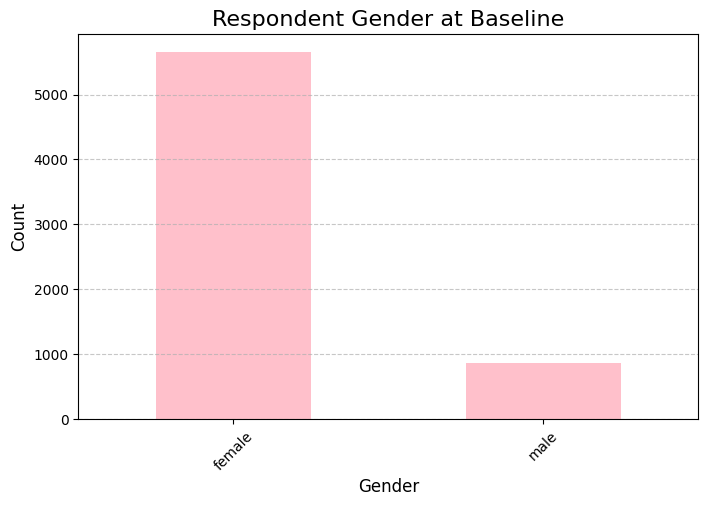 Respondent Gender at Baseline
Count
5000
4000
3000
2000
1000
0
female
male
Gender